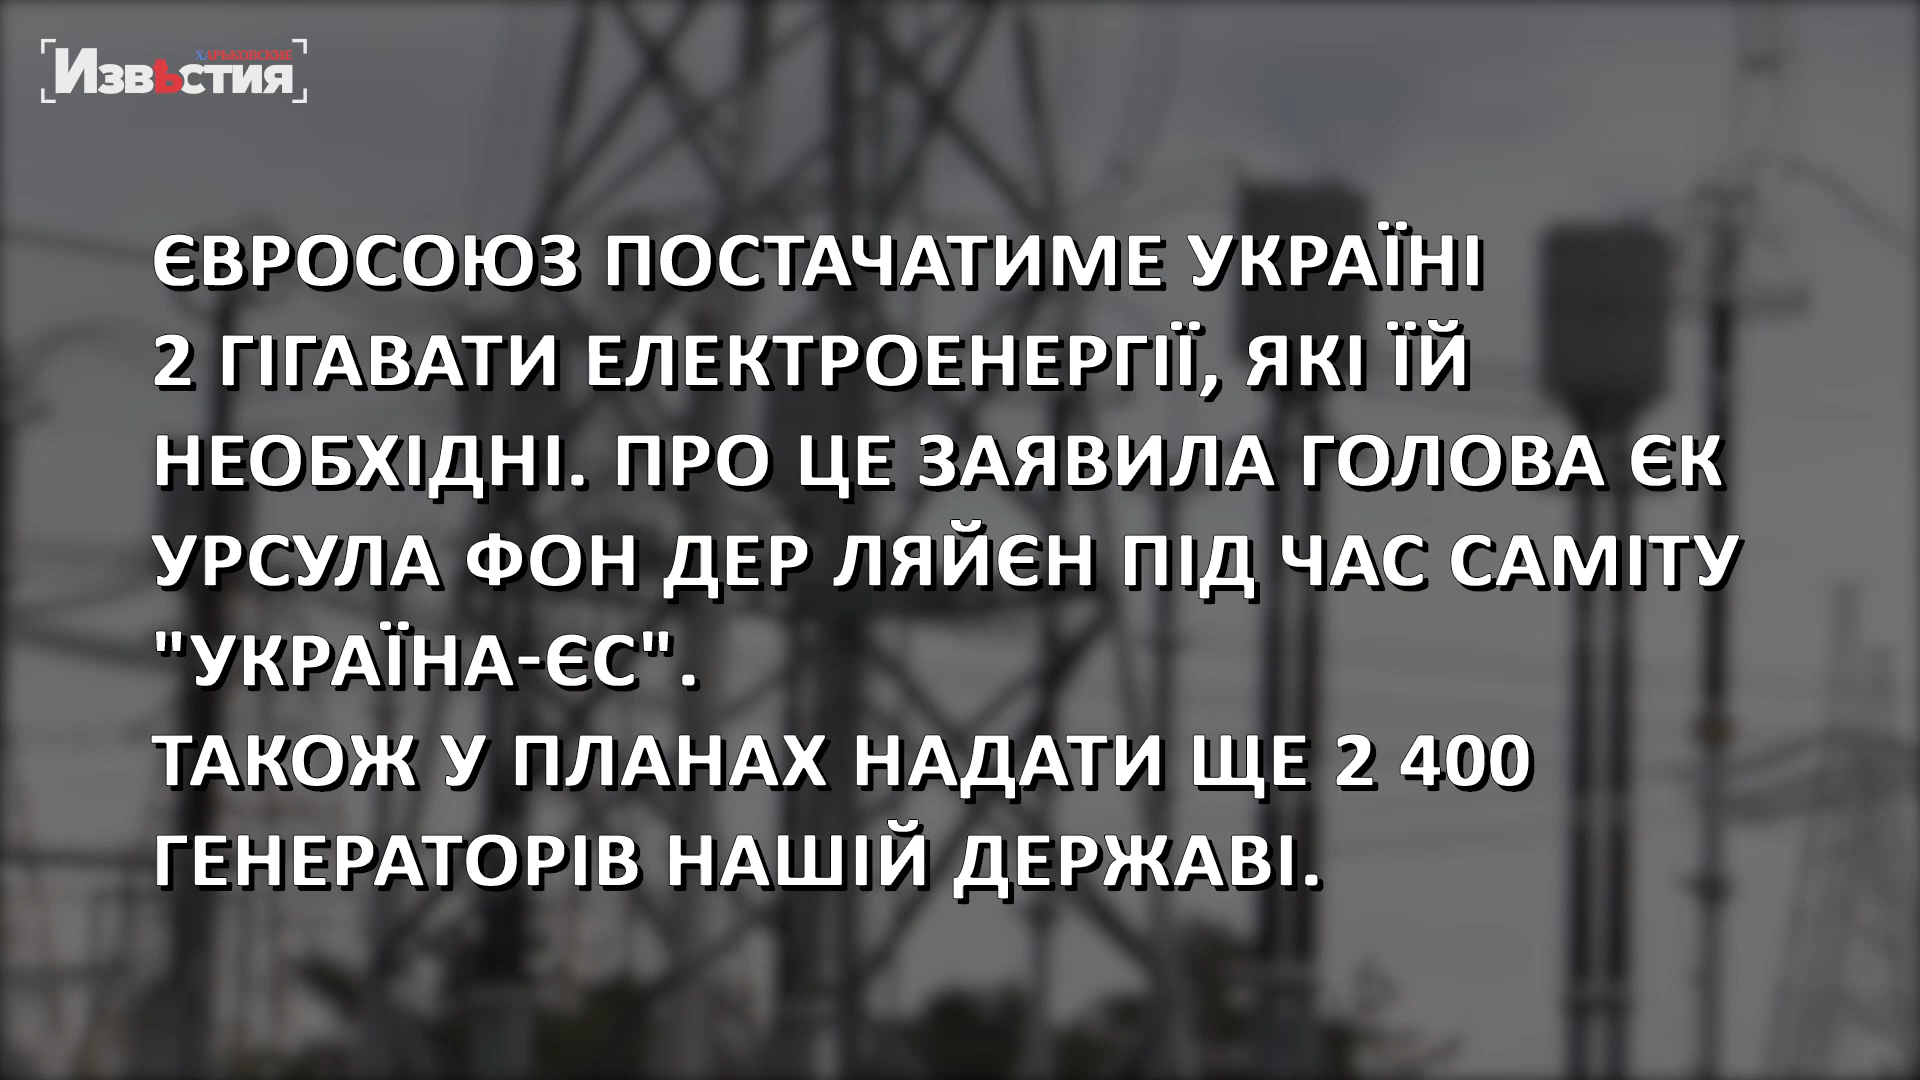 ХАРЬКОВСКИЕ
ИзвѢстия
ЄВРОСОЮЗ ПОСТАЧАТИМЕ УКРАЇНІ
2 ГІГАВАТИ ЕЛЕКТРОЕНЕРГІЇ, ЯКІ ЇЙ
НЕОБХІДНІ. ПРО ЦЕ ЗАЯВИЛА ГОЛОВА ЄК
УРСУЛА ФОН ДЕР ЛЯЙЄН ПІД ЧАС САМІТУ
"УКРАЇНА-ЄС".
ТАКОЖ У ПЛАНАХ НАДАТИ ЩЕ 2 400
ГЕНЕРАТОРІВ НАШІЙ ДЕРЖАВІ.